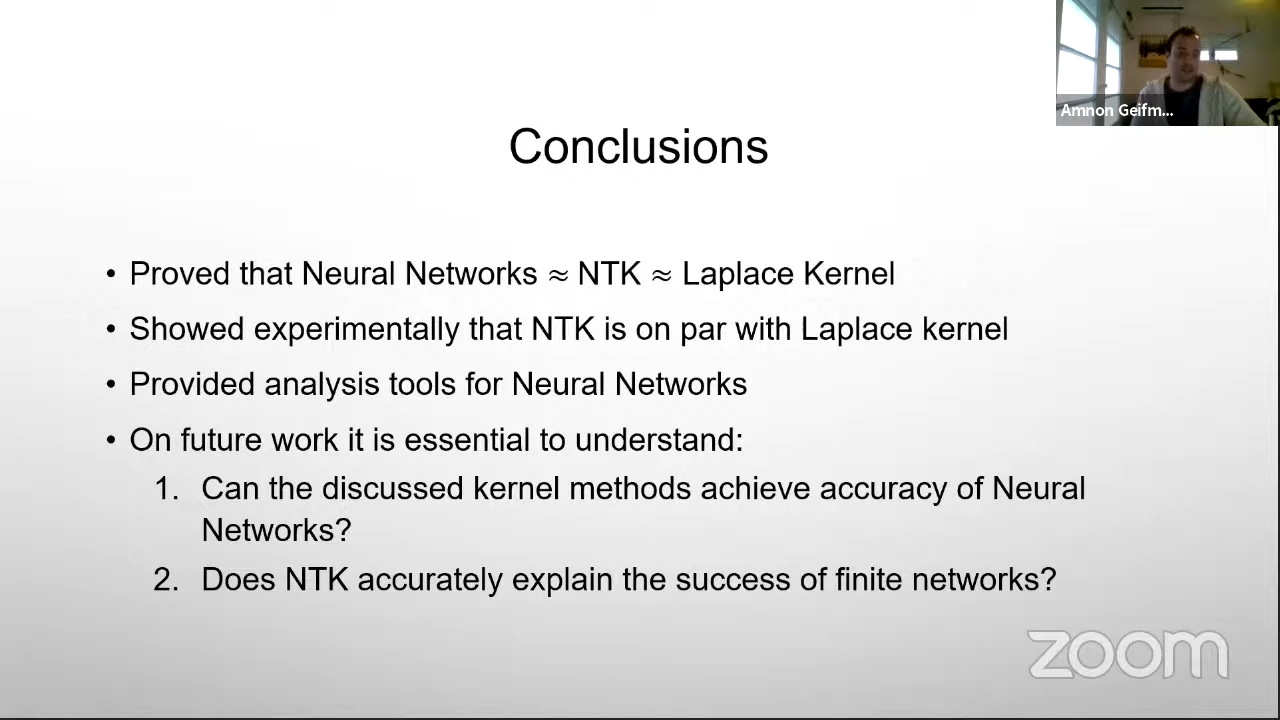 Amnon Geifm...
Conclusions
• Proved that Neural Networks ≈ NTK ≈ Laplace Kernel
• Showed experimentally that NTK is on par with Laplace kernel
• Provided analysis tools for Neural Networks
• On future work it is essential to understand:
1. Can the discussed kernel methods achieve accuracy of Neural
Networks?
2. Does NTK accurately explain the success of finite networks?
zoom